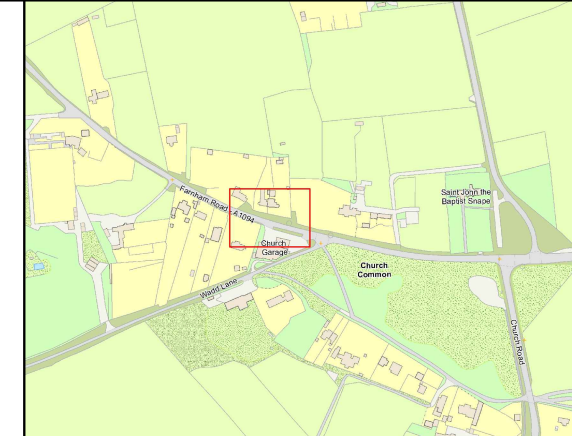 Saint John the
Baptist Snape
Farnham Road - A1094
Church
Garage
Church
Common
Wadd Lane
Church Road